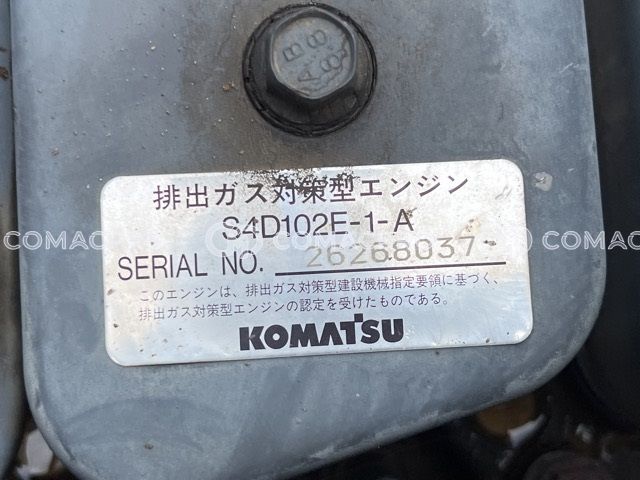 排出ガス対策型エンジン
S4D102E-1-A
SERIAL NO. 26268037-
このエンジンは、排出ガス対策型建設機械指定要領に基づく、
排出ガス対策型エンジンの認定を受けたものである。
KOMATSU
COMAC
COMAC